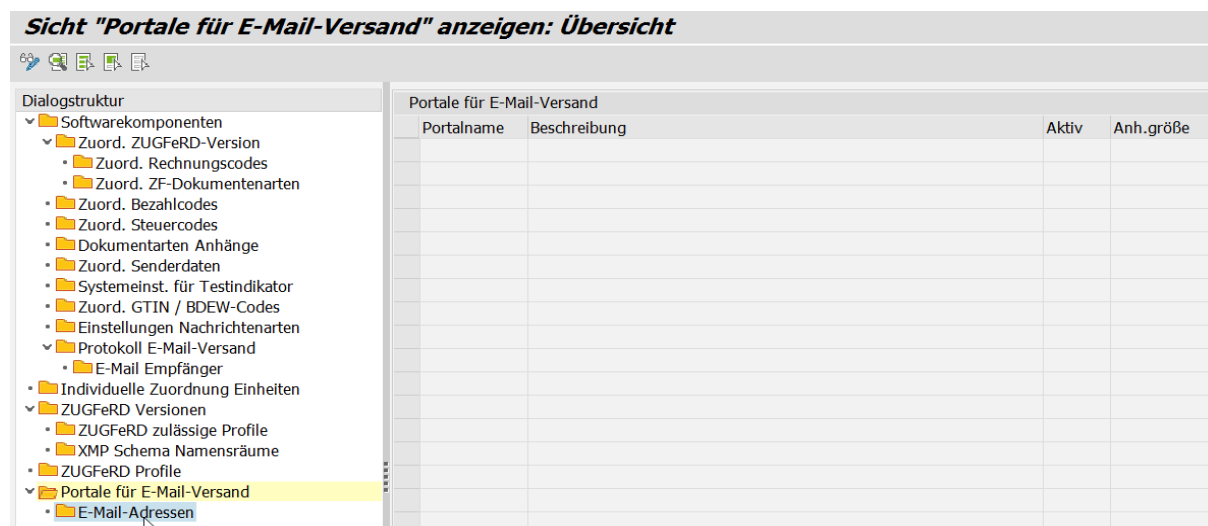 Sicht "Portale für E-Mail-Versand" anzeigen: Übersicht
Dialogstruktur
Softwarekomponenten
Zuord. ZUGFeRD-Version
Zuord. Rechnungscodes
Zuord. ZF-Dokumentenarten
Zuord. Bezahlcodes
Zuord. Steuercodes
Dokumentarten Anhänge
Zuord. Senderdaten
Systemeinst. für Testindikator
Zuord. GTIN / BDEW-Codes
Einstellungen Nachrichtenarten
Protokoll E-Mail-Versand
E-Mail Empfänger
Individuelle Zuordnung Einheiten
ZUGFeRD Versionen
ZUGFeRD zulässige Profile
XMP Schema Namensräume
ZUGFeRD Profile
Portale für E-Mail-Versand
E-Mail-Adressen
Portale für E-Mail-Versand
Portalname Beschreibung Aktiv Anh.größe